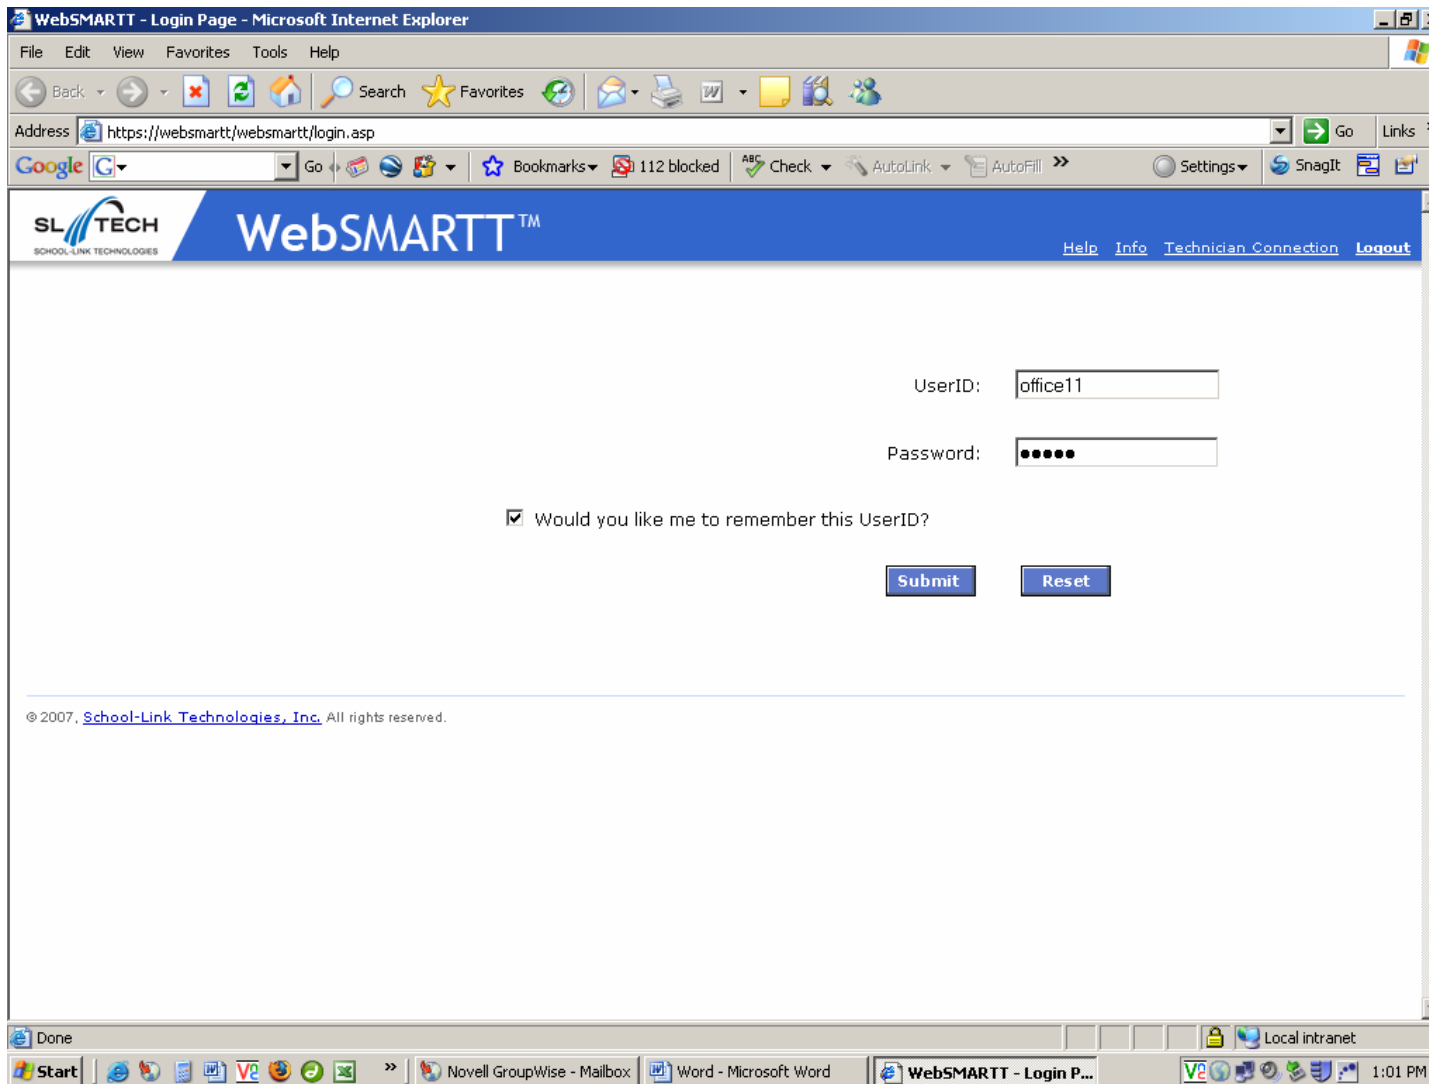 WebSMARTT - Login Page - Microsoft Internet Explorer
File Edit View Favorites Tools Help
Back Search Favorites W
Address https://websmartt/websmartt/login.asp Go Links
Google G Go Bookmarks 112 blocked ABC Check AutoLink AutoFill Settings SnagIt
SL TECH
SCHOOL-LINK TECHNOLOGIES
WebSMARTT™
Help Info Technician Connection Logout
UserID: office11
Password: •••••
Would you like me to remember this UserID?
Submit Reset
© 2007, School-Link Technologies, Inc. All rights reserved.
Done Local intranet
Start Novell GroupWise - Mailbox Word - Microsoft Word WebSMARTT - Login P... 1:01 PM